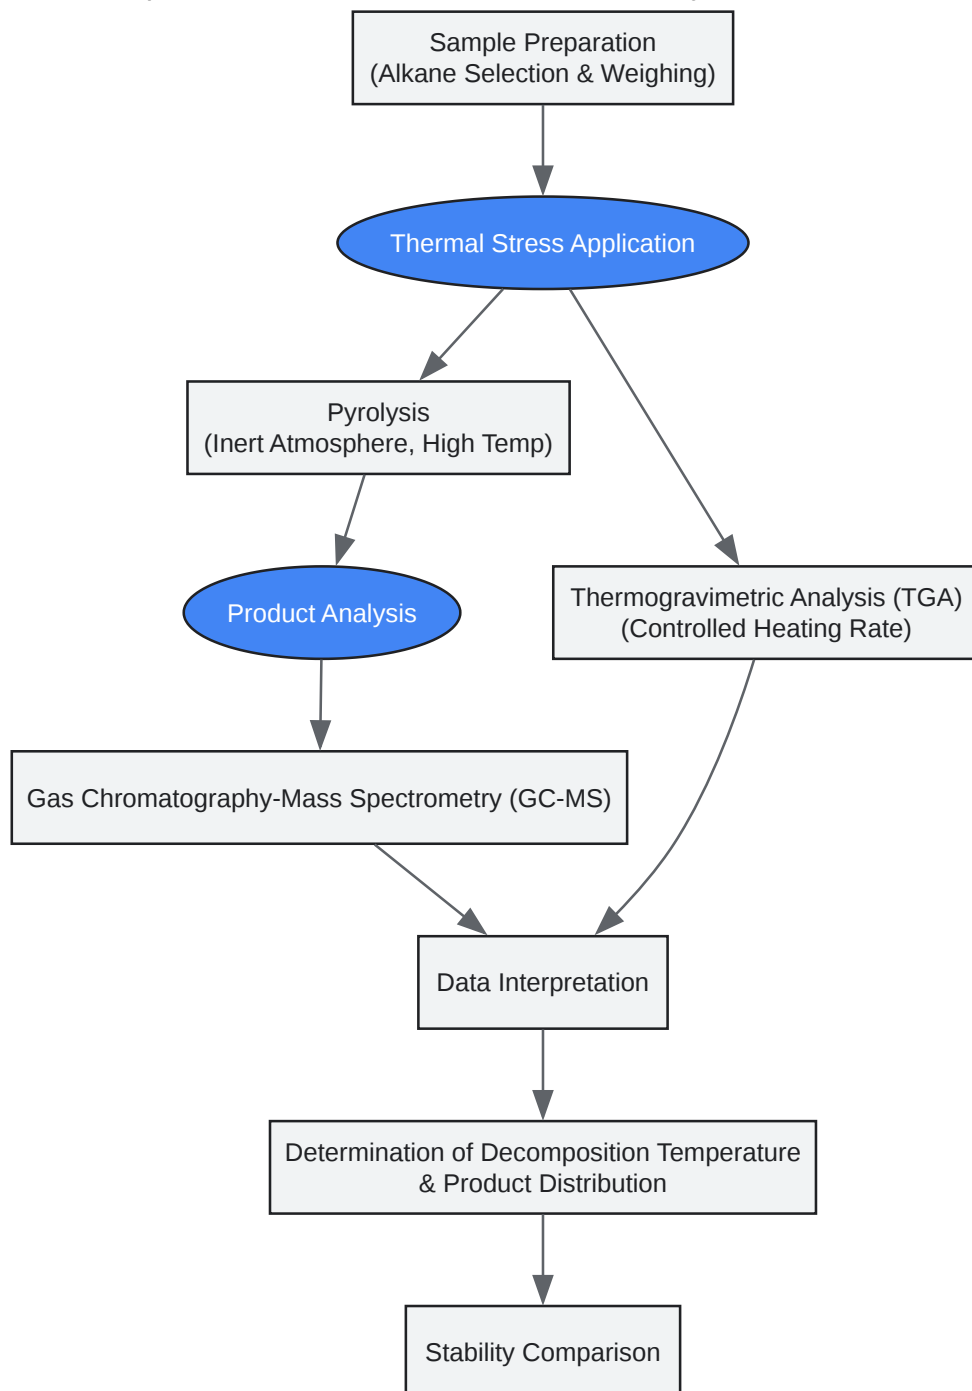 Sample Preparation
(Alkane Selection & Weighing)
Thermal Stress Application
Pyrolysis
(Inert Atmosphere, High Temp)
Product Analysis
Thermogravimetric Analysis (TGA)
(Controlled Heating Rate)
Gas Chromatography-Mass Spectrometry (GC-MS)
Data Interpretation
Determination of Decomposition Temperature
& Product Distribution
Stability Comparison